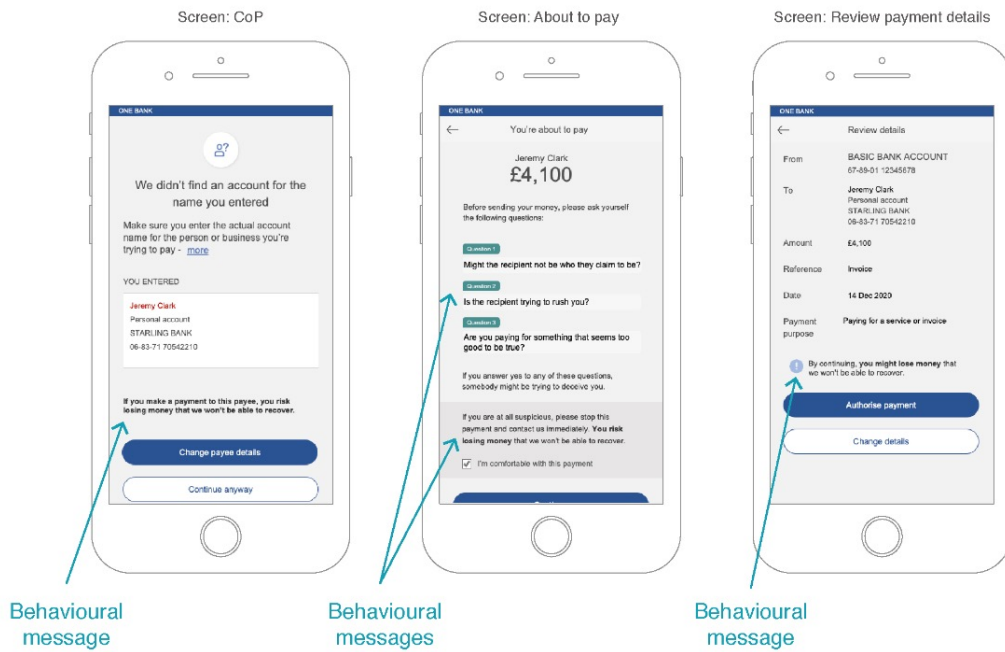 Screen: CoP
ONE BANK
We didn't find an account for the
name you entered
Make sure you enter the actual account
name for the person or business you're
trying to pay - more
YOU ENTERED
Jeremy Clark
Personal account
STARLING BANK
06-83-71 70542210
If you make a payment to this payee, you risk
losing money that we won't be able to recover.
Change payee details
Continue anyway
Behavioural
message
Screen: About to pay
ONE BANK
You're about to pay
Jeremy Clark
£4,100
Before sending your money, please ask yourself
the following questions:
Question 1
Might the recipient not be who they claim to be?
Question 2
Is the recipient trying to rush you?
Question 3
Are you paying for something that seems too
good to be true?
If you answer yes to any of these questions,
somebody might be trying to deceive you.
If you are at all suspicious, please stop this
payment and contact us immediately. You risk
losing money that we won't be able to recover.
I'm comfortable with this payment
Behavioural
messages
Screen: Review payment details
ONE BANK
Review details
From BASIC BANK ACCOUNT
67-89-01 12345678
To Jeremy Clark
Personal account
STARLING BANK
06-83-71 70542210
Amount £4,100
Reference Invoice
Date 14 Dec 2020
Payment Paying for a service or invoice
purpose
By continuing, you might lose money that
we won't be able to recover.
Authorise payment
Change details
Behavioural
message